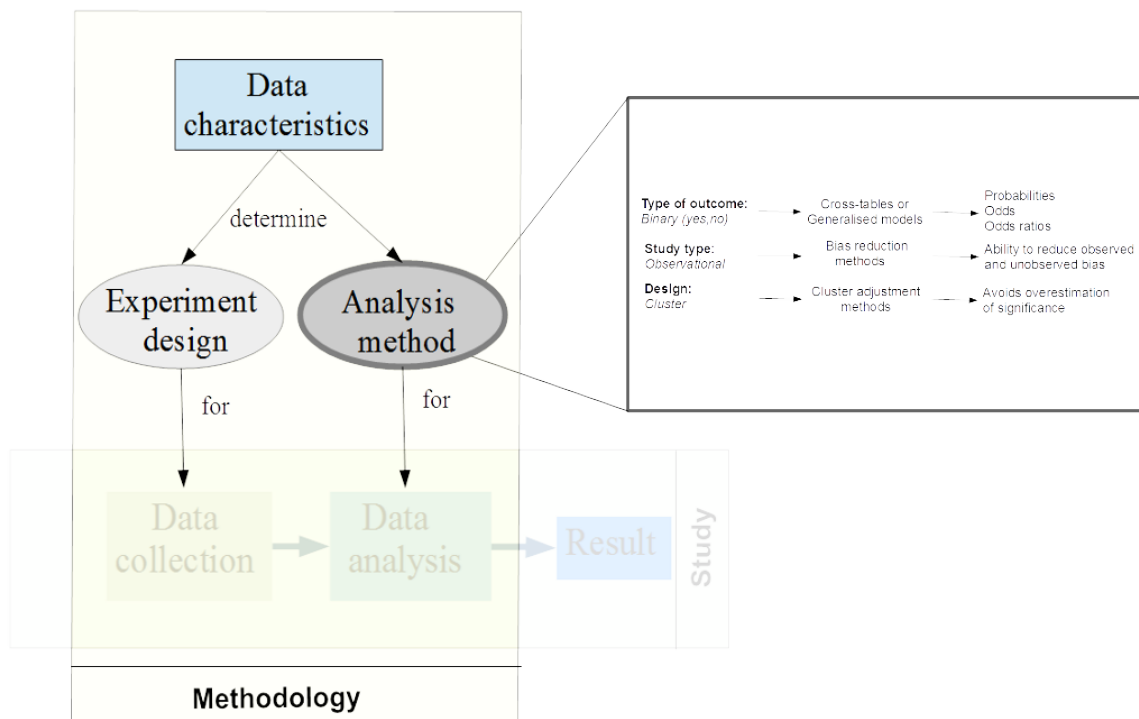 Data
characteristics
determine
Experiment
design
Analysis
method
for
for
Data
collection
Data
analysis
Result
Study
Methodology
Type of outcome:
Binary (yes,no)
Cross-tables or
Generalised models
Probabilities
Odds
Odds ratios
Study type:
Observational
Bias reduction
methods
Ability to reduce observed
and unobserved bias
Design:
Cluster
Cluster adjustment
methods
Avoids overestimation
of significance